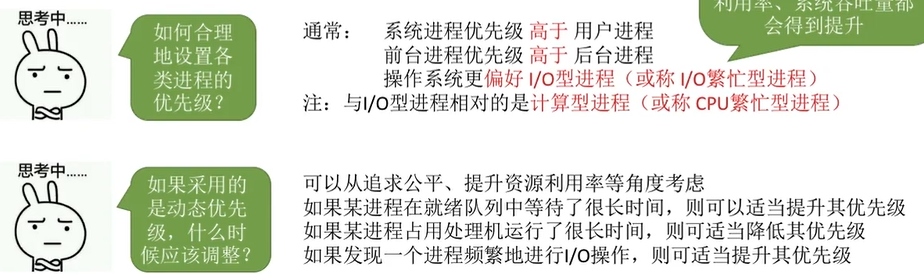 思考中……
如何合理
地设置各
类进程的
优先级？
通常： 系统进程优先级 高于 用户进程
前台进程优先级 高于 后台进程
操作系统更偏好 I/O型进程（或称 I/O繁忙型进程）
注：与I/O型进程相对的是计算型进程（或称 CPU繁忙型进程）
利用率、系统吞吐量都
会得到提升
思考中……
如果采用的
是动态优先
级，什么时
候应该调整？
可以从追求公平、提升资源利用率等角度考虑
如果某进程在就绪队列中等待了很长时间，则可以适当提升其优先级
如果某进程占用处理机运行了很长时间，则可适当降低其优先级
如果发现一个进程频繁地进行I/O操作，则可适当提升其优先级